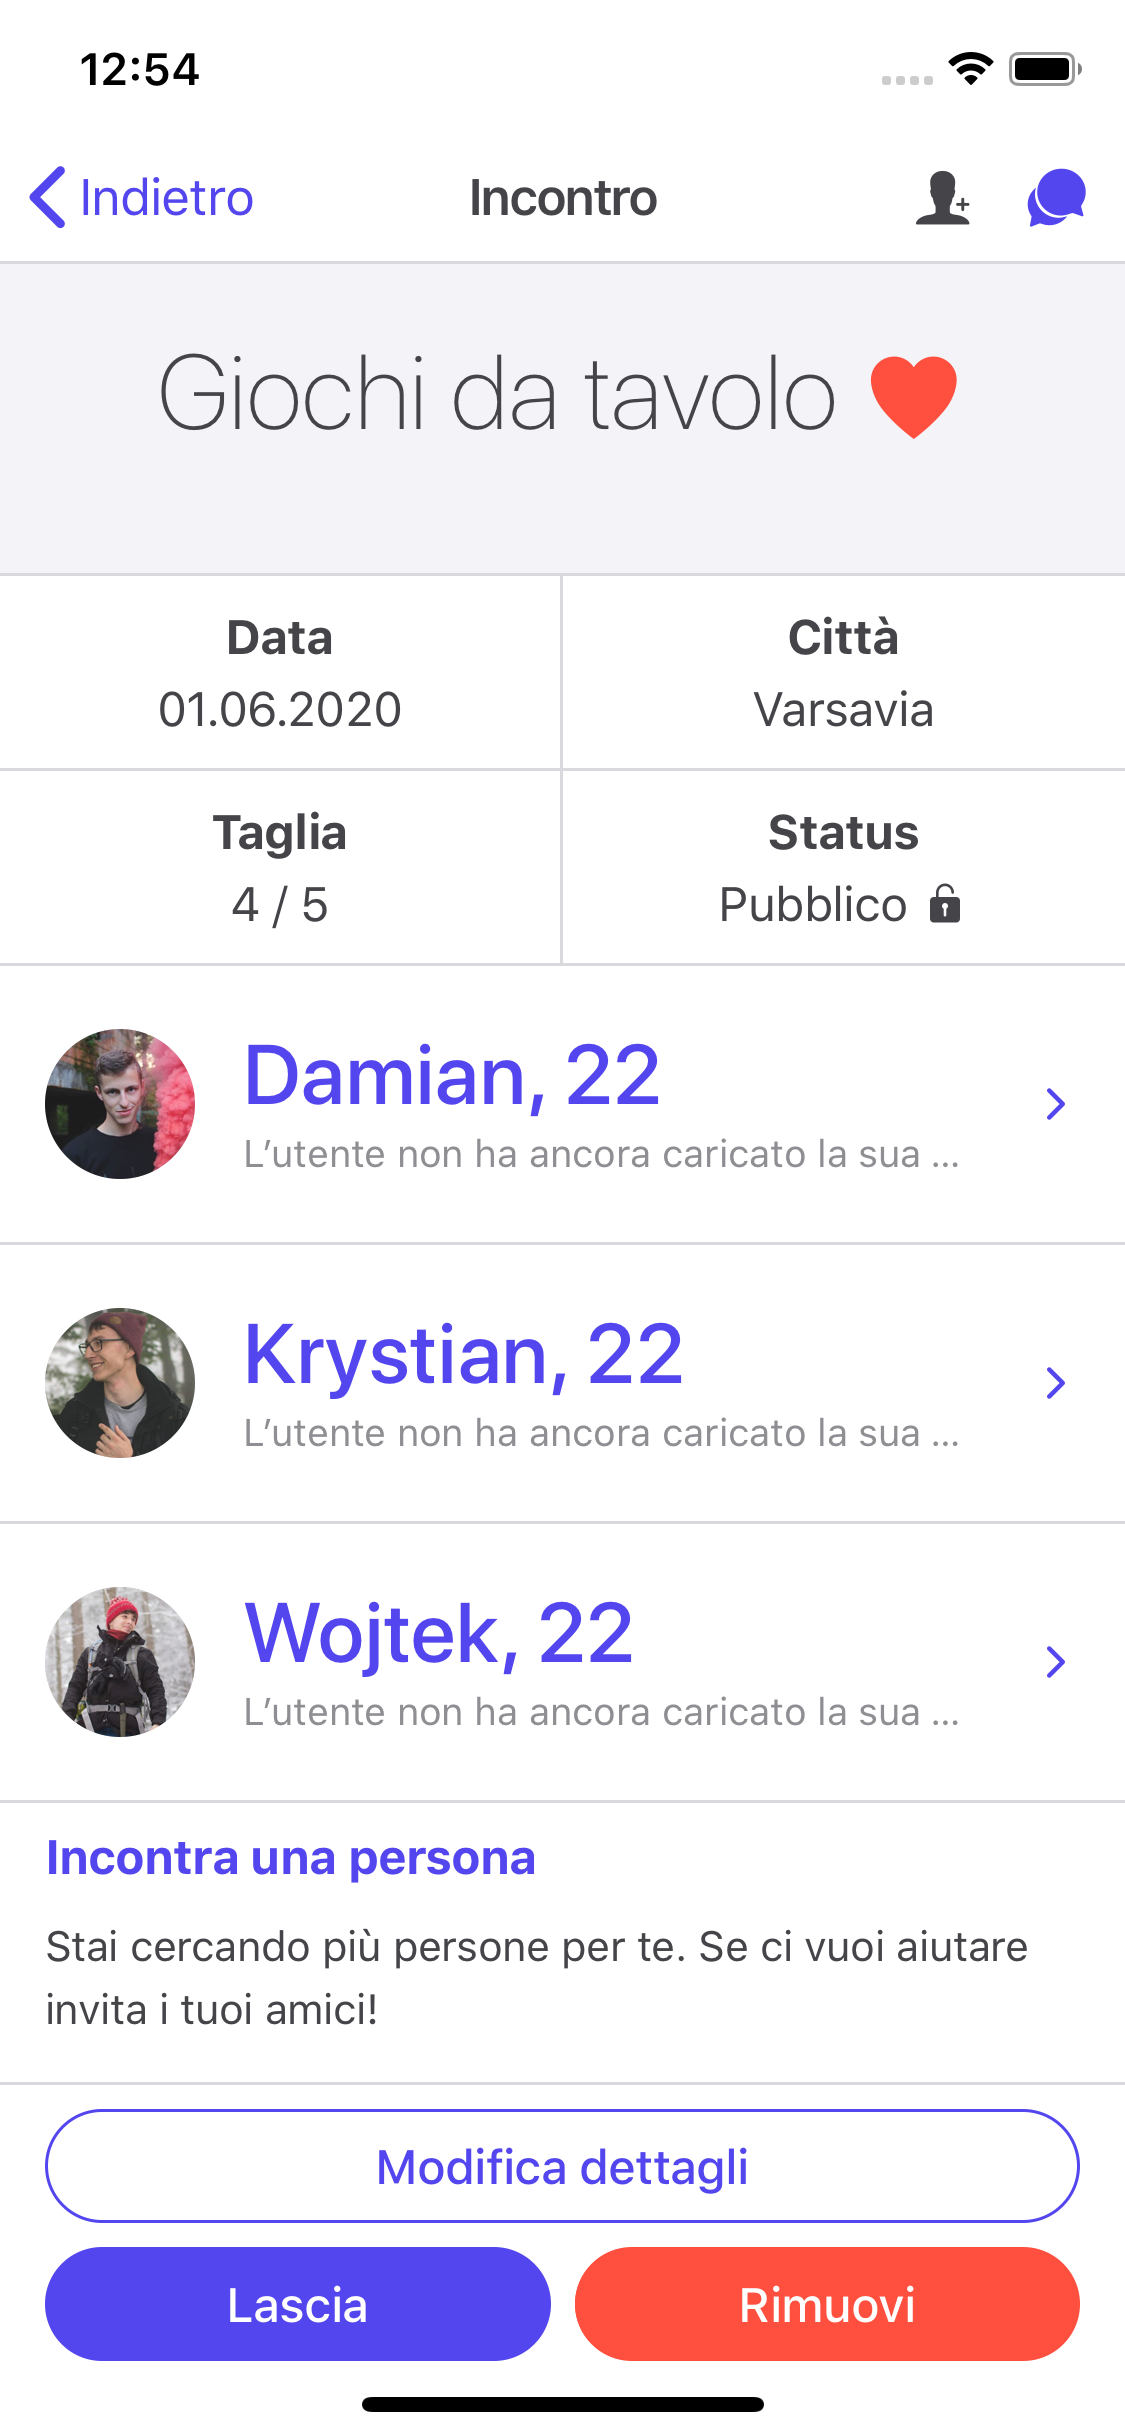 12:54
Indietro
Incontro
Giochi da tavolo ❤
Data
01.06.2020
Città
Varsavia
Taglia
4 / 5
Status
Pubblico
Damian, 22
L’utente non ha ancora caricato la sua ...
Krystian, 22
L’utente non ha ancora caricato la sua ...
Wojtek, 22
L’utente non ha ancora caricato la sua ...
Incontra una persona
Stai cercando più persone per te. Se ci vuoi aiutare
invita i tuoi amici!
Modifica dettagli
Lascia
Rimuovi